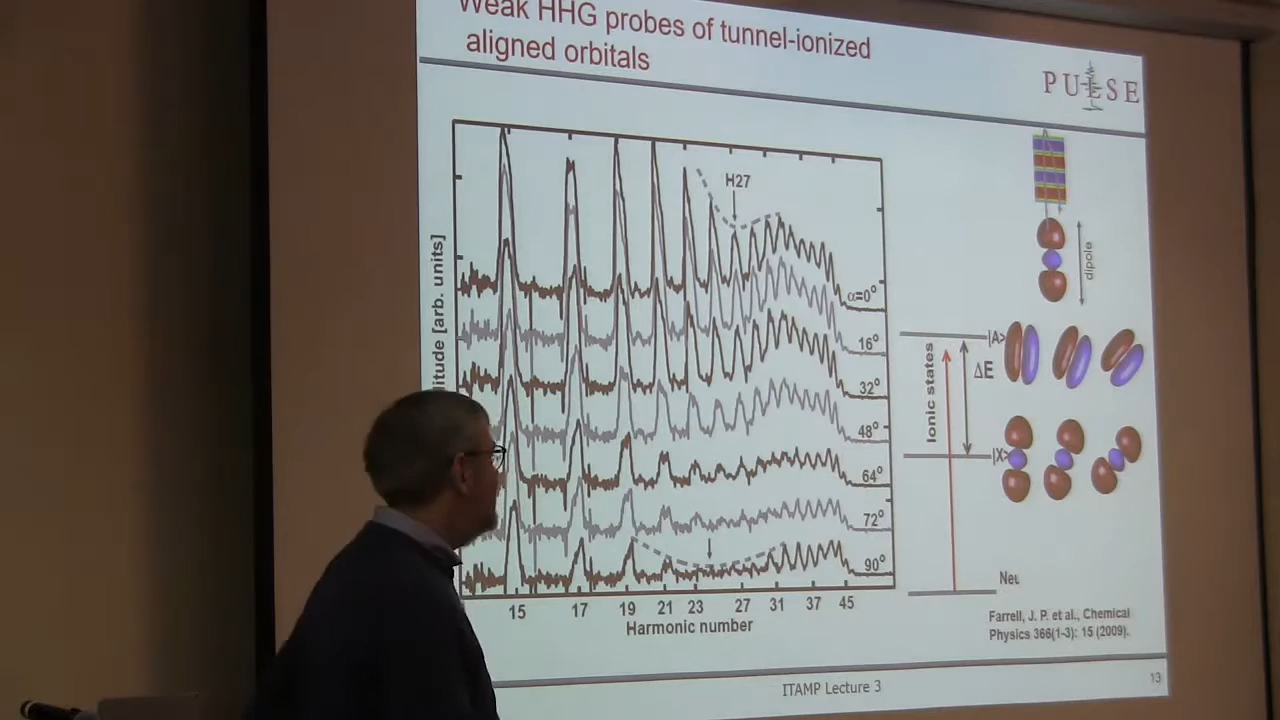 Weak HHG probes of tunnel-ionized
aligned orbitals
PULSE
H27
dipole
α=0°
16°
32°
48°
64°
72°
90°
[arb. units]
15 17 19 21 23 27 31 37 45
Harmonic number
|A>
ΔE
Ionic states
|X>
Farrell, J. P. et al., Chemical
Physics 366(1-3): 15 (2009).
ITAMP Lecture 3
13